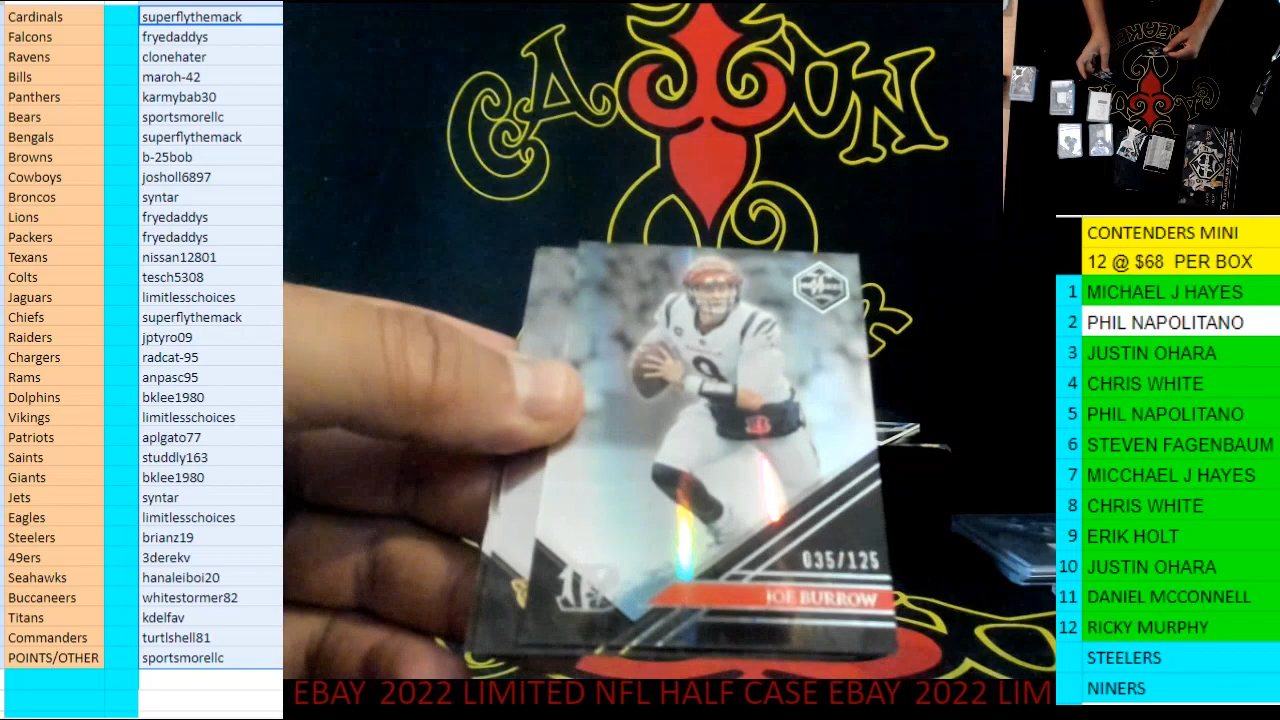 Cardinals superflythemack
Falcons fryedaddys
Ravens clonehater
Bills maroh-42
Panthers karmybab30
Bears sportsmorellc
Bengals superflythemack
Browns b-25bob
Cowboys josholl6897
Broncos syntar
Lions fryedaddys
Packers fryedaddys
Texans nissan12801
Colts tesch5308
Jaguars limitlesschoices
Chiefs superflythemack
Raiders jptyro09
Chargers radcat-95
Rams anpasc95
Dolphins bklee1980
Vikings limitlesschoices
Patriots aplgato77
Saints studdly163
Giants bklee1980
Jets syntar
Eagles limitlesschoices
Steelers brianz19
49ers 3derekv
Seahawks hanaleiboi20
Buccaneers whitestormer82
Titans kdelfav
Commanders turtlshell81
POINTS/OTHER sportsmorellc
035/125
JOE BURROW
EBAY 2022 LIMITED NFL HALF CASE EBAY 2022 LIM
CONTENDERS MINI
12 @ $68 PER BOX
1 MICHAEL J HAYES
2 PHIL NAPOLITANO
3 JUSTIN OHARA
4 CHRIS WHITE
5 PHIL NAPOLITANO
6 STEVEN FAGENBAUM
7 MICCHAEL J HAYES
8 CHRIS WHITE
9 ERIK HOLT
10 JUSTIN OHARA
11 DANIEL MCCONNELL
12 RICKY MURPHY
STEELERS
NINERS